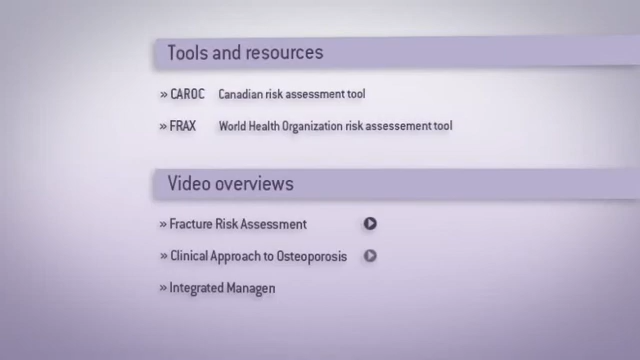 Tools and resources
» CAROC Canadian risk assessment tool
» FRAX World Health Organization risk assessement tool
Video overviews
» Fracture Risk Assessment
» Clinical Approach to Osteoporosis
» Integrated Managen